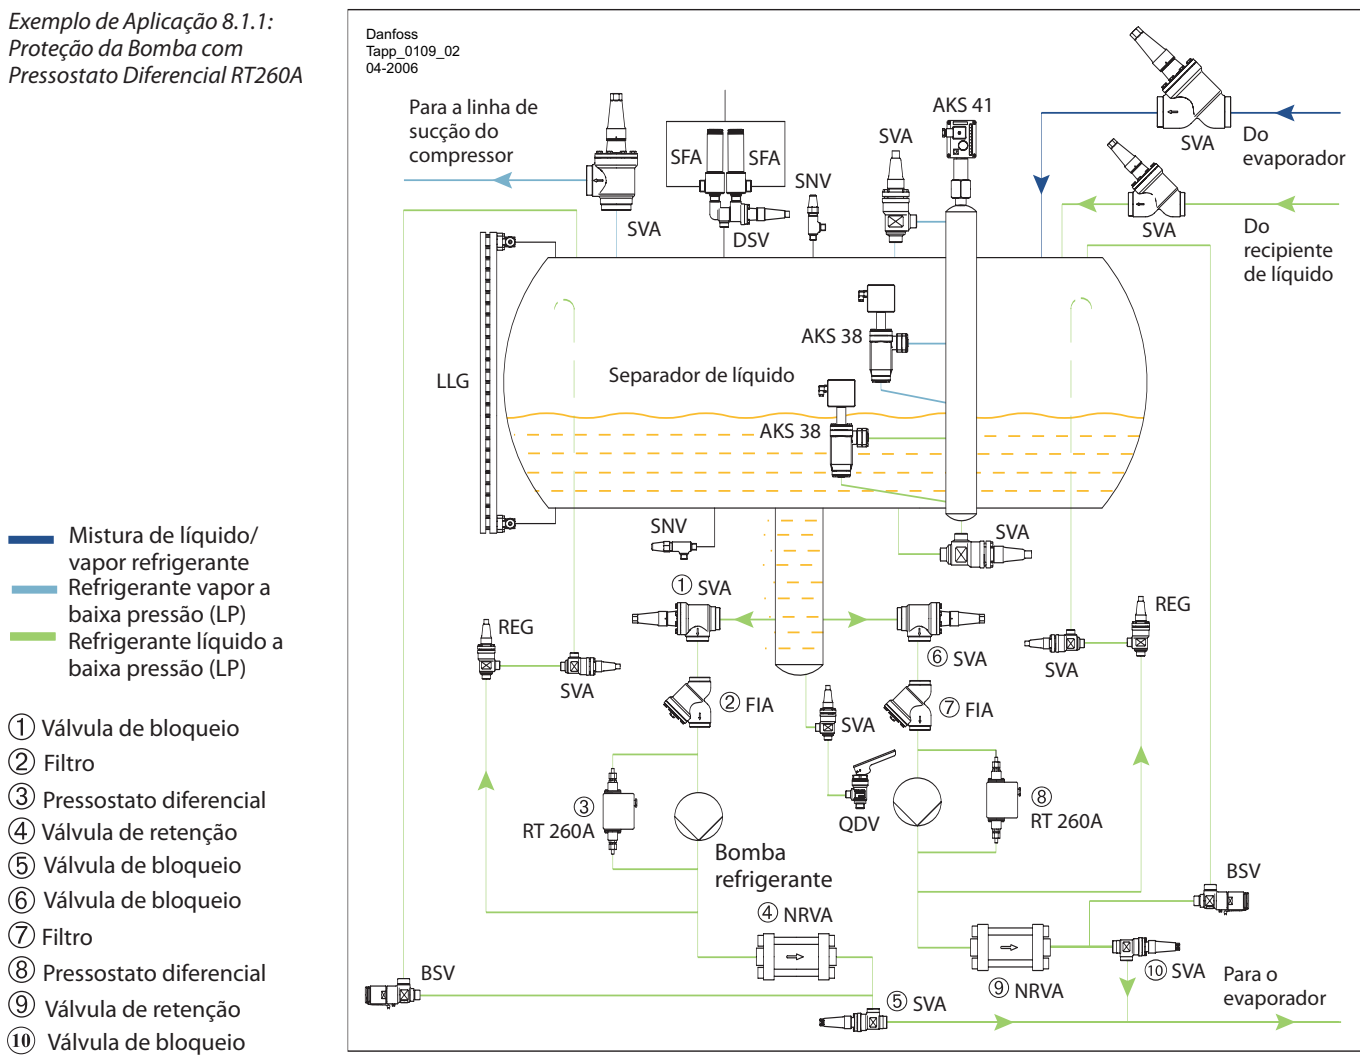 Exemplo de Aplicação 8.1.1:
Proteção da Bomba com
Pressostato Diferencial RT260A
Danfoss
Tapp_0109_02
04-2006
Para a linha de
sucção do
compressor
SVA
SFA
SFA
DSV
SNV
SVA
AKS 41
SVA
Do
evaporador
SVA
Do
recipiente
de líquido
LLG
Separador de líquido
AKS 38
AKS 38
SNV
SVA
① SVA
⑥ SVA
REG
SVA
② FIA
⑦ FIA
SVA
QDV
REG
SVA
③
RT 260A
⑧
RT 260A
Bomba
refrigerante
④ NRVA
⑨ NRVA
BSV
BSV
⑤ SVA
⑩ SVA
Para o
evaporador
Mistura de líquido/
vapor refrigerante
Refrigerante vapor a
baixa pressão (LP)
Refrigerante líquido a
baixa pressão (LP)
① Válvula de bloqueio
② Filtro
③ Pressostato diferencial
④ Válvula de retenção
⑤ Válvula de bloqueio
⑥ Válvula de bloqueio
⑦ Filtro
⑧ Pressostato diferencial
⑨ Válvula de retenção
⑩ Válvula de bloqueio